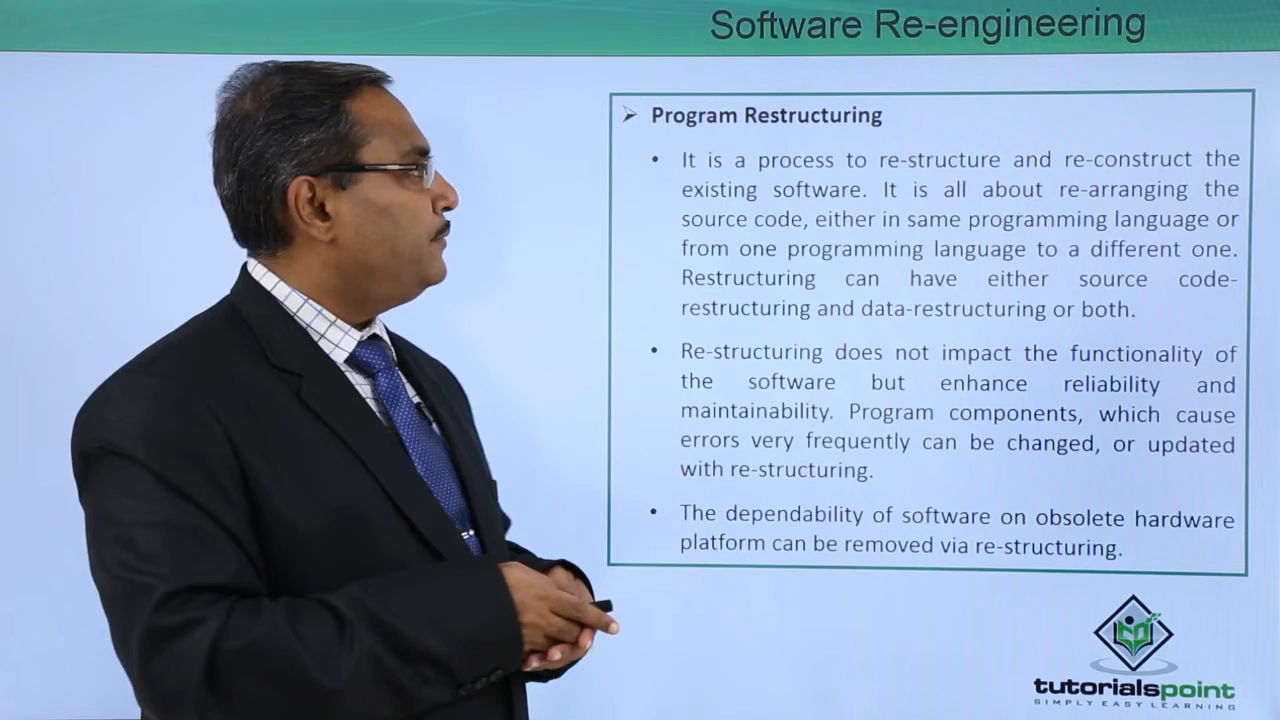 Software Re-engineering
➢ Program Restructuring
• It is a process to re-structure and re-construct the
existing software. It is all about re-arranging the
source code, either in same programming language or
from one programming language to a different one.
Restructuring can have either source code-
restructuring and data-restructuring or both.
• Re-structuring does not impact the functionality of
the software but enhance reliability and
maintainability. Program components, which cause
errors very frequently can be changed, or updated
with re-structuring.
• The dependability of software on obsolete hardware
platform can be removed via re-structuring.
tutorialspoint
SIMPLY EASY LEARNING